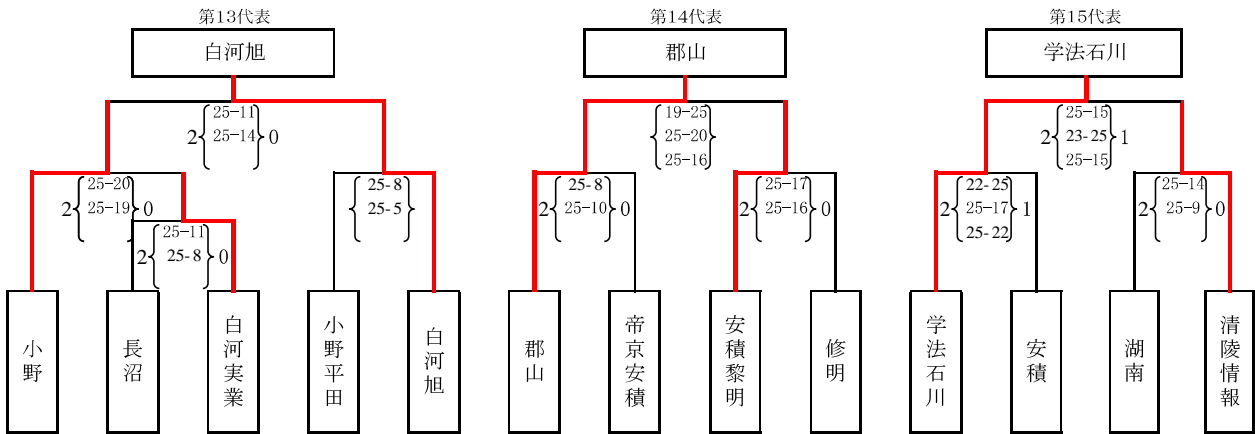 第13代表
白河旭
25-11
2 25-14 0
25-20
2 25-19 0
25-11
2 25-8 0
25-8
25-5
小野
長沼
白河実業
小野平田
白河旭
第14代表
郡山
19-25
25-20
25-16
25-8
2 25-10 0
25-17
2 25-16 0
郡山
帝京安積
安積黎明
修明
第15代表
学法石川
25-15
2 23-25 1
25-15
22-25
2 25-17 1
25-22
25-14
2 25-9 0
学法石川
安積
湖南
清陵情報